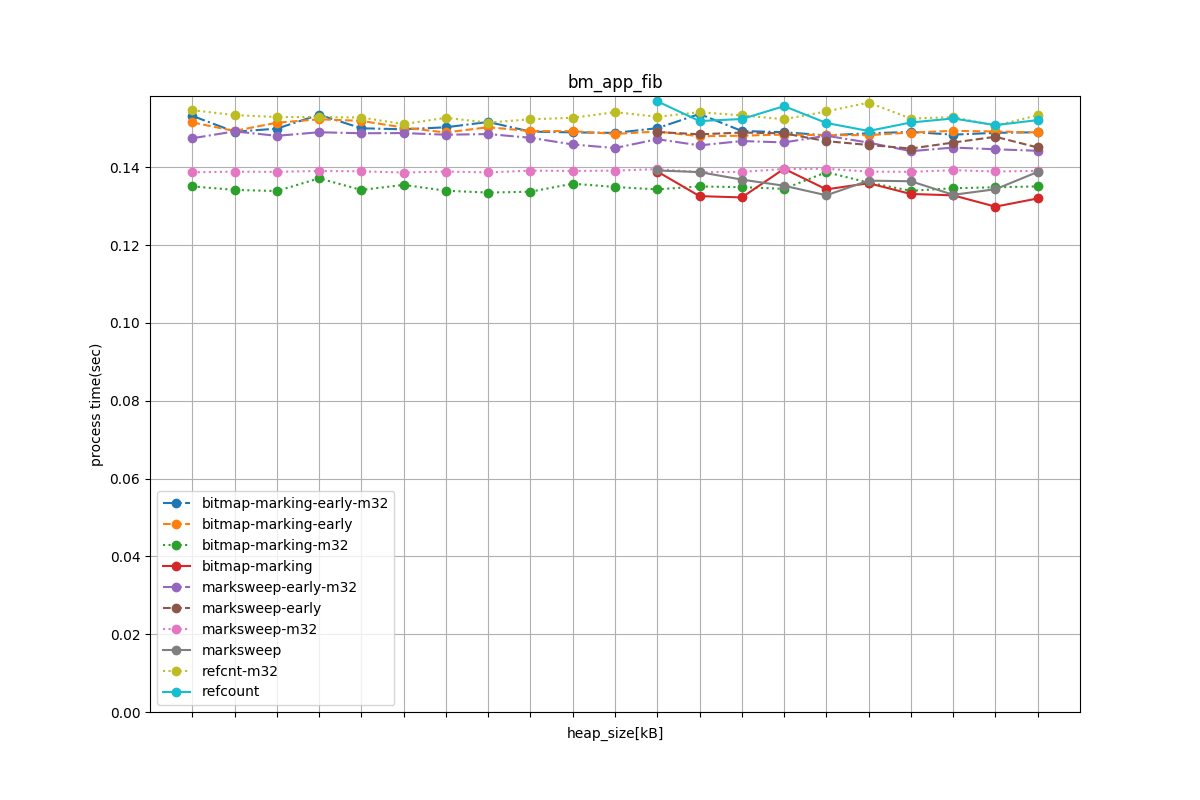 bm_app_fib
process time(sec)
0.14
0.12
0.10
0.08
0.06
0.04
0.02
0.00
bitmap-marking-early-m32
bitmap-marking-early
bitmap-marking-m32
bitmap-marking
marksweep-early-m32
marksweep-early
marksweep-m32
marksweep
refcnt-m32
refcount
heap_size[kB]